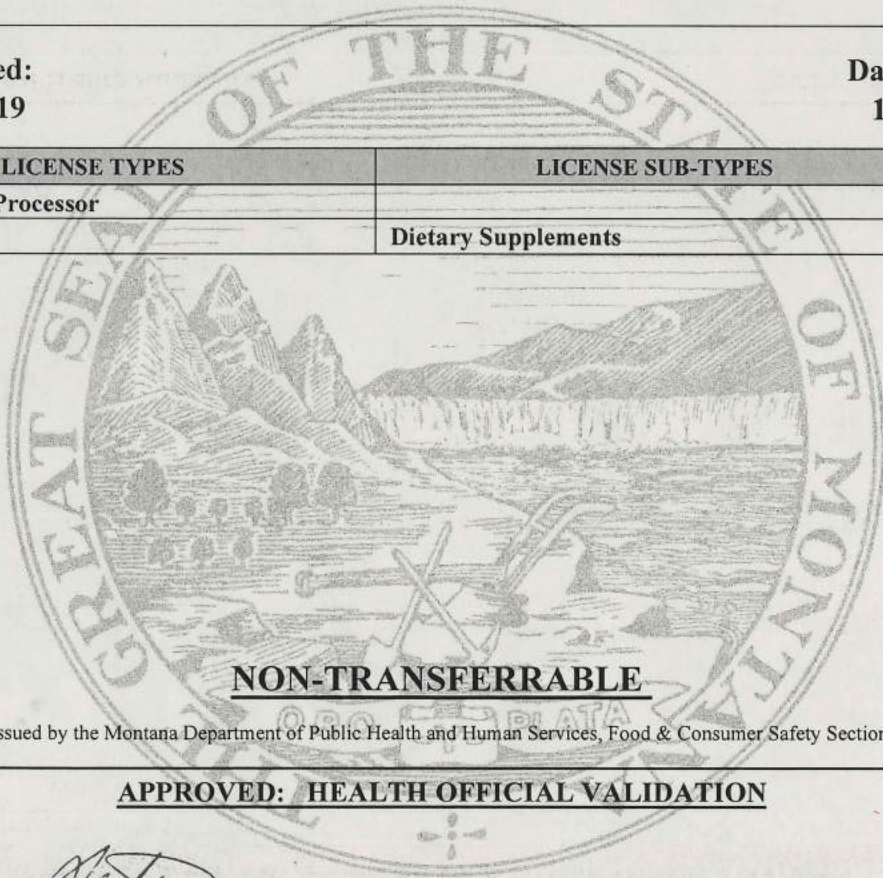 ed:
Da
19
1
LICENSE TYPES
LICENSE SUB-TYPES
Processor
Dietary Supplements
THE GREAT SEAL OF THE STATE OF MONTANA
ORO Y PLATA
NON-TRANSFERRABLE
ssued by the Montana Department of Public Health and Human Services, Food & Consumer Safety Section
APPROVED: HEALTH OFFICIAL VALIDATION